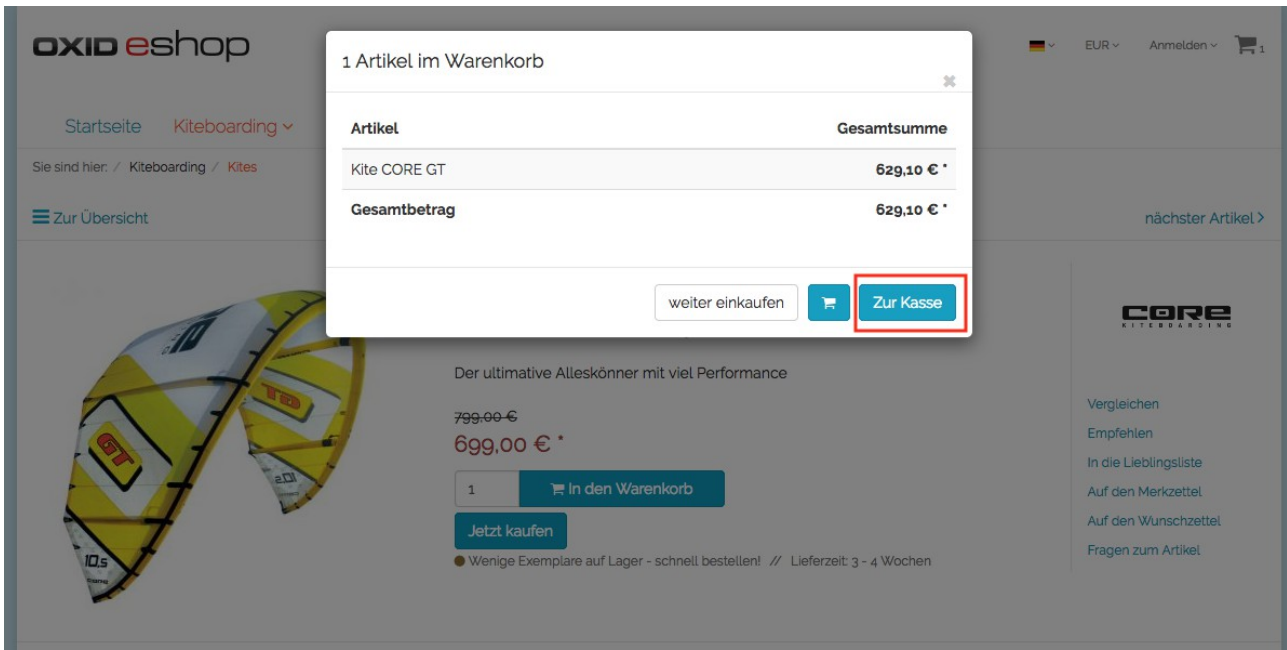 OXID eshop
EUR
Anmelden
1
Startseite
Kiteboarding
Sie sind hier: / Kiteboarding / Kites
Zur Übersicht
nächster Artikel
1 Artikel im Warenkorb
Artikel Gesamtsumme
Kite CORE GT 629,10 € *
Gesamtbetrag 629,10 € *
weiter einkaufen
Zur Kasse
GT
10,5
CORE
KITEBOARDING
Der ultimative Alleskönner mit viel Performance
799,00 €
699,00 € *
1
In den Warenkorb
Jetzt kaufen
Wenige Exemplare auf Lager - schnell bestellen! // Lieferzeit: 3 - 4 Wochen
Vergleichen
Empfehlen
In die Lieblingsliste
Auf den Merkzettel
Auf den Wunschzettel
Fragen zum Artikel